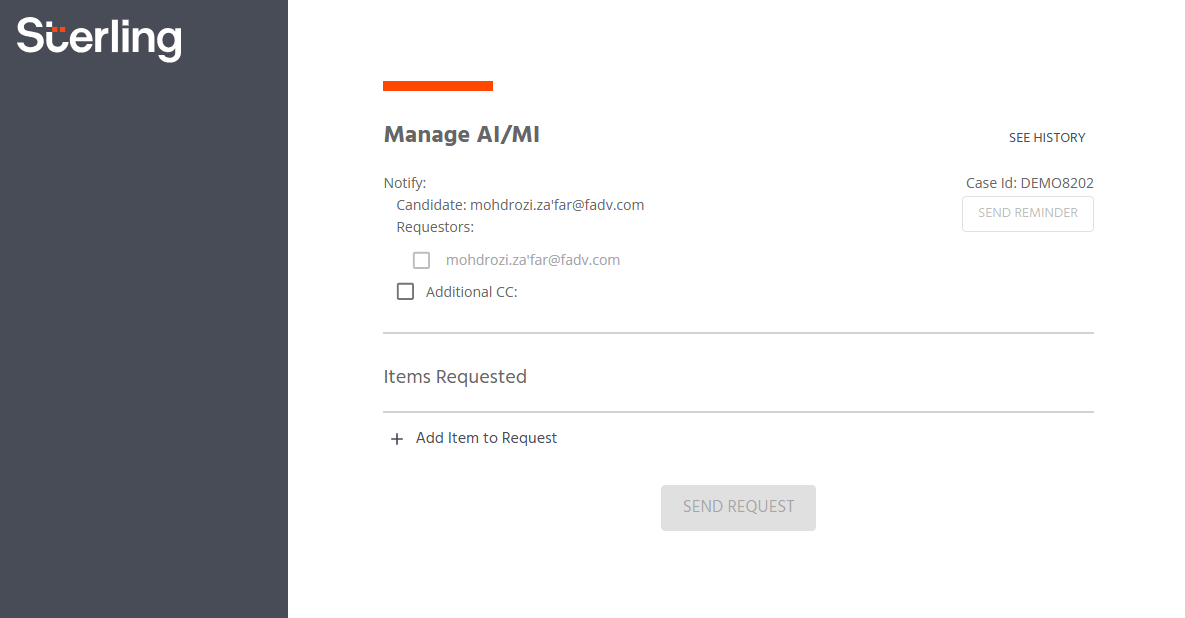 Sterling
Manage AI/MI
SEE HISTORY
Notify:
Case Id: DEMO8202
Candidate: mohdrozi.za'far@fadv.com
SEND REMINDER
Requestors:
mohdrozi.za'far@fadv.com
Additional CC:
Items Requested
+ Add Item to Request
SEND REQUEST